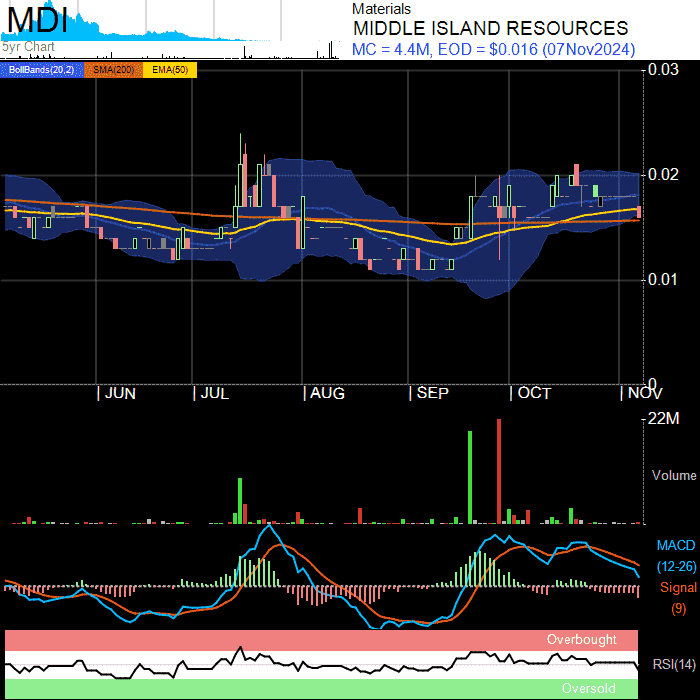 MDI
5yr Chart
Materials
MIDDLE ISLAND RESOURCES
MC = 4.4M, EOD = $0.016 (07Nov2024)
BollBands(20,2) SMA(200) EMA(50)
0.03
0.02
0.01
0
JUN JUL AUG SEP OCT NOV
22M
Volume
MACD
(12-26)
Signal
(9)
Overbought
RSI(14)
Oversold